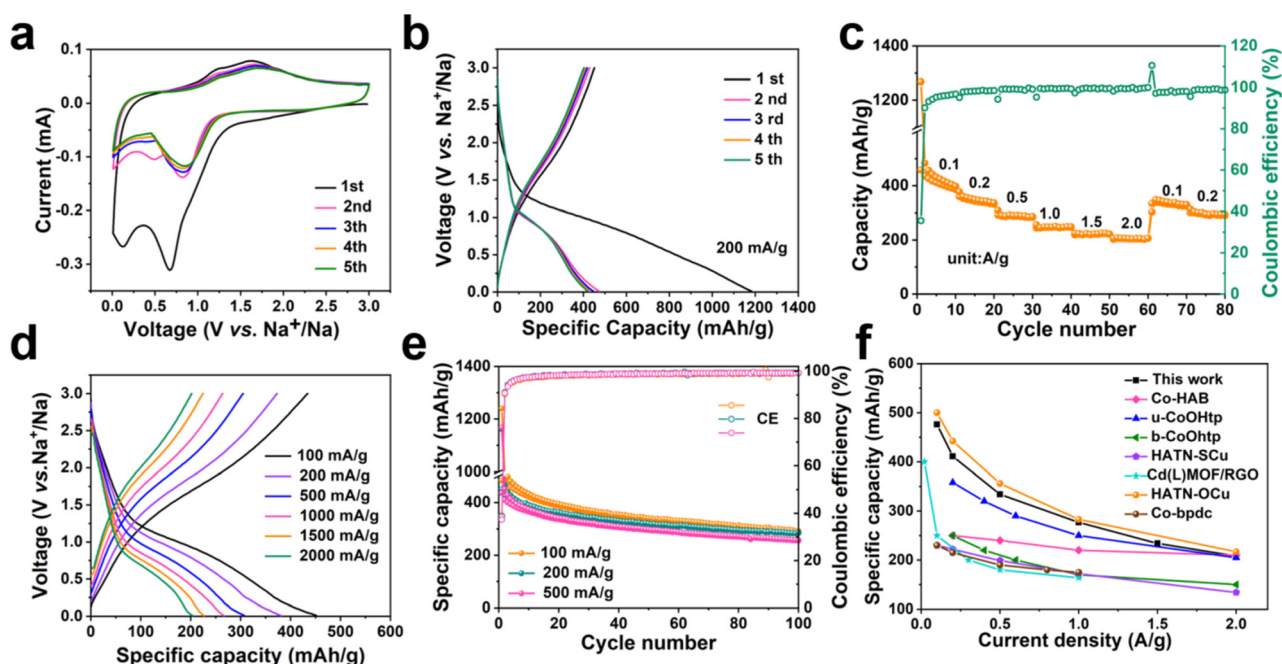 a
Current (mA)
0.1
0.0
-0.1
-0.2
-0.3
1st
2nd
3th
4th
5th
0.0 0.5 1.0 1.5 2.0 2.5 3.0
Voltage (V vs. Na⁺/Na)
b
Voltage (V vs. Na⁺/Na)
3.0
2.5
2.0
1.5
1.0
0.5
0.0
1 st
2 nd
3 rd
4 th
5 th
200 mA/g
0 200 400 600 800 1000 1200 1400
Specific Capacity (mAh/g)
c
Capacity (mAh/g)
1400
1200
400
200
0
0.1
0.2
0.5
1.0
1.5
2.0
0.1
0.2
unit:A/g
120
100
80
60
40
20
0
Coulombic efficiency (%)
0 10 20 30 40 50 60 70 80
Cycle number
d
Voltage (V vs.Na⁺/Na)
3.0
2.5
2.0
1.5
1.0
0.5
0.0
100 mA/g
200 mA/g
500 mA/g
1000 mA/g
1500 mA/g
2000 mA/g
0 100 200 300 400 500 600
Specific capacity (mAh/g)
e
Specific capacity (mAh/g)
1400
1300
1200
1100
1000
400
200
0
CE
100 mA/g
200 mA/g
500 mA/g
100
80
60
40
20
0
Coulombic efficiency (%)
0 20 40 60 80 100
Cycle number
f
Specific capacity (mAh/g)
600
500
400
300
200
100
This work
Co-HAB
u-CoOHtp
b-CoOhtp
HATN-SCu
Cd(L)MOF/RGO
HATN-OCu
Co-bpdc
0.0 0.5 1.0 1.5 2.0
Current density (A/g)